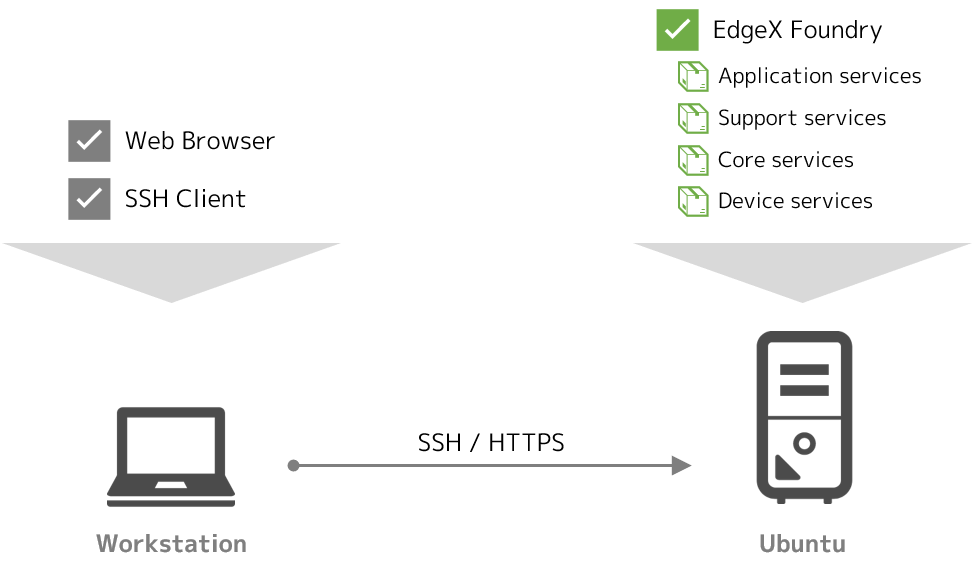 EdgeX Foundry
Application services
Support services
Core services
Device services
Web Browser
SSH Client
SSH / HTTPS
Workstation
Ubuntu